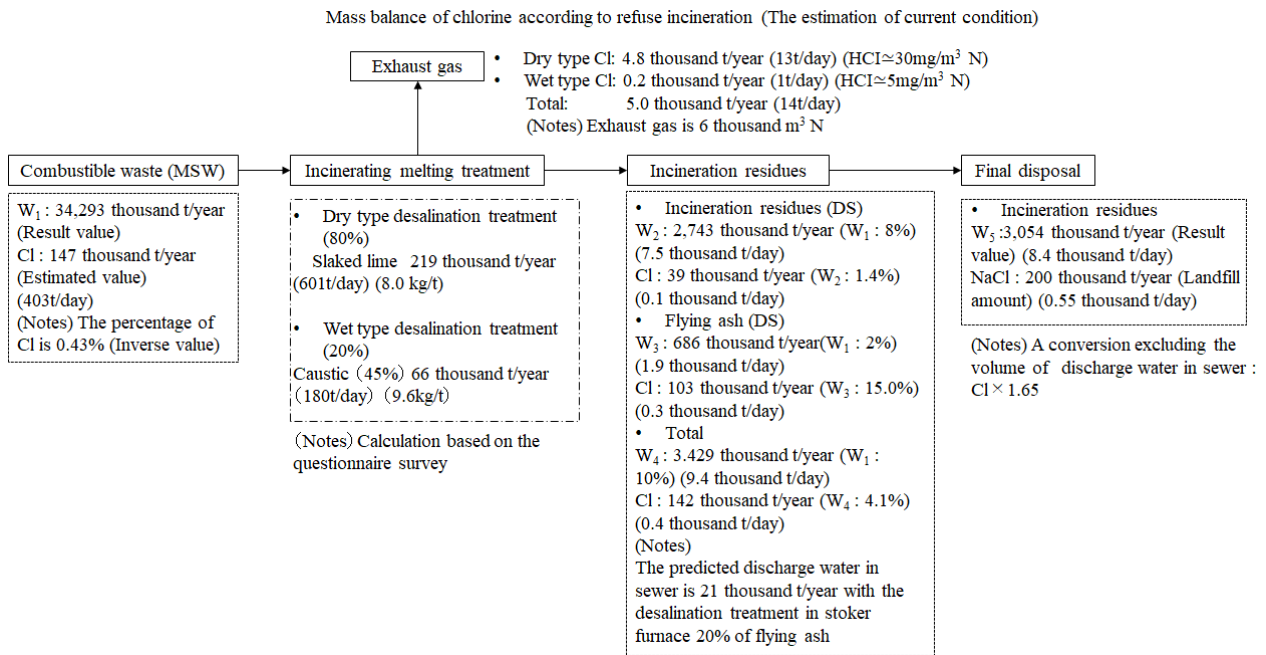 Mass balance of chlorine according to refuse incineration (The estimation of current condition)
Exhaust gas
• Dry type Cl: 4.8 thousand t/year (13t/day) (HCI≃30mg/m³ N)
• Wet type Cl: 0.2 thousand t/year (1t/day) (HCI≃5mg/m³ N)
Total: 5.0 thousand t/year (14t/day)
(Notes) Exhaust gas is 6 thousand m³ N
Combustible waste (MSW)
W₁ : 34,293 thousand t/year
(Result value)
Cl : 147 thousand t/year
(Estimated value)
(403t/day)
(Notes) The percentage of
Cl is 0.43% (Inverse value)
Incinerating melting treatment
• Dry type desalination treatment
(80%)
Slaked lime 219 thousand t/year
(601t/day) (8.0 kg/t)
• Wet type desalination treatment
(20%)
Caustic（45%) 66 thousand t/year
(180t/day)（9.6kg/t）
（Notes) Calculation based on the
questionnaire survey
Incineration residues
• Incineration residues (DS)
W₂ : 2,743 thousand t/year (W₁ : 8%)
(7.5 thousand t/day)
Cl : 39 thousand t/year (W₂ : 1.4%)
(0.1 thousand t/day)
• Flying ash (DS)
W₃ : 686 thousand t/year(W₁ : 2%)
(1.9 thousand t/day)
Cl : 103 thousand t/year (W₃ : 15.0%)
(0.3 thousand t/day)
• Total
W₄ : 3.429 thousand t/year (W₁ :
10%) (9.4 thousand t/day)
Cl : 142 thousand t/year (W₄ : 4.1%)
(0.4 thousand t/day)
(Notes)
The predicted discharge water in
sewer is 21 thousand t/year with the
desalination treatment in stoker
furnace 20% of flying ash
Final disposal
• Incineration residues
W₅ :3,054 thousand t/year (Result
value) (8.4 thousand t/day)
NaCl : 200 thousand t/year (Landfill
amount) (0.55 thousand t/day)
(Notes) A conversion excluding the
volume of discharge water in sewer :
Cl× 1.65